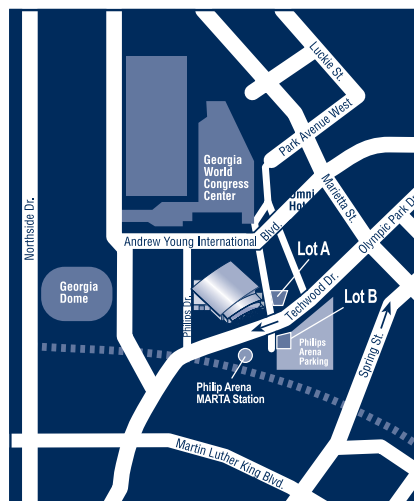 Luckie St.
Park Avenue West
Georgia
World
Congress
Center
Northside Dr.
Marietta St.
Omni
Hot
Olympic Park D
Andrew Young International Blvd.
Lot A
Georgia
Dome
Philips Dr.
Techwood Dr.
Lot B
Philips
Arena
Parking
Spring St.
Philip Arena
MARTA Station
Martin Luther King Blvd.